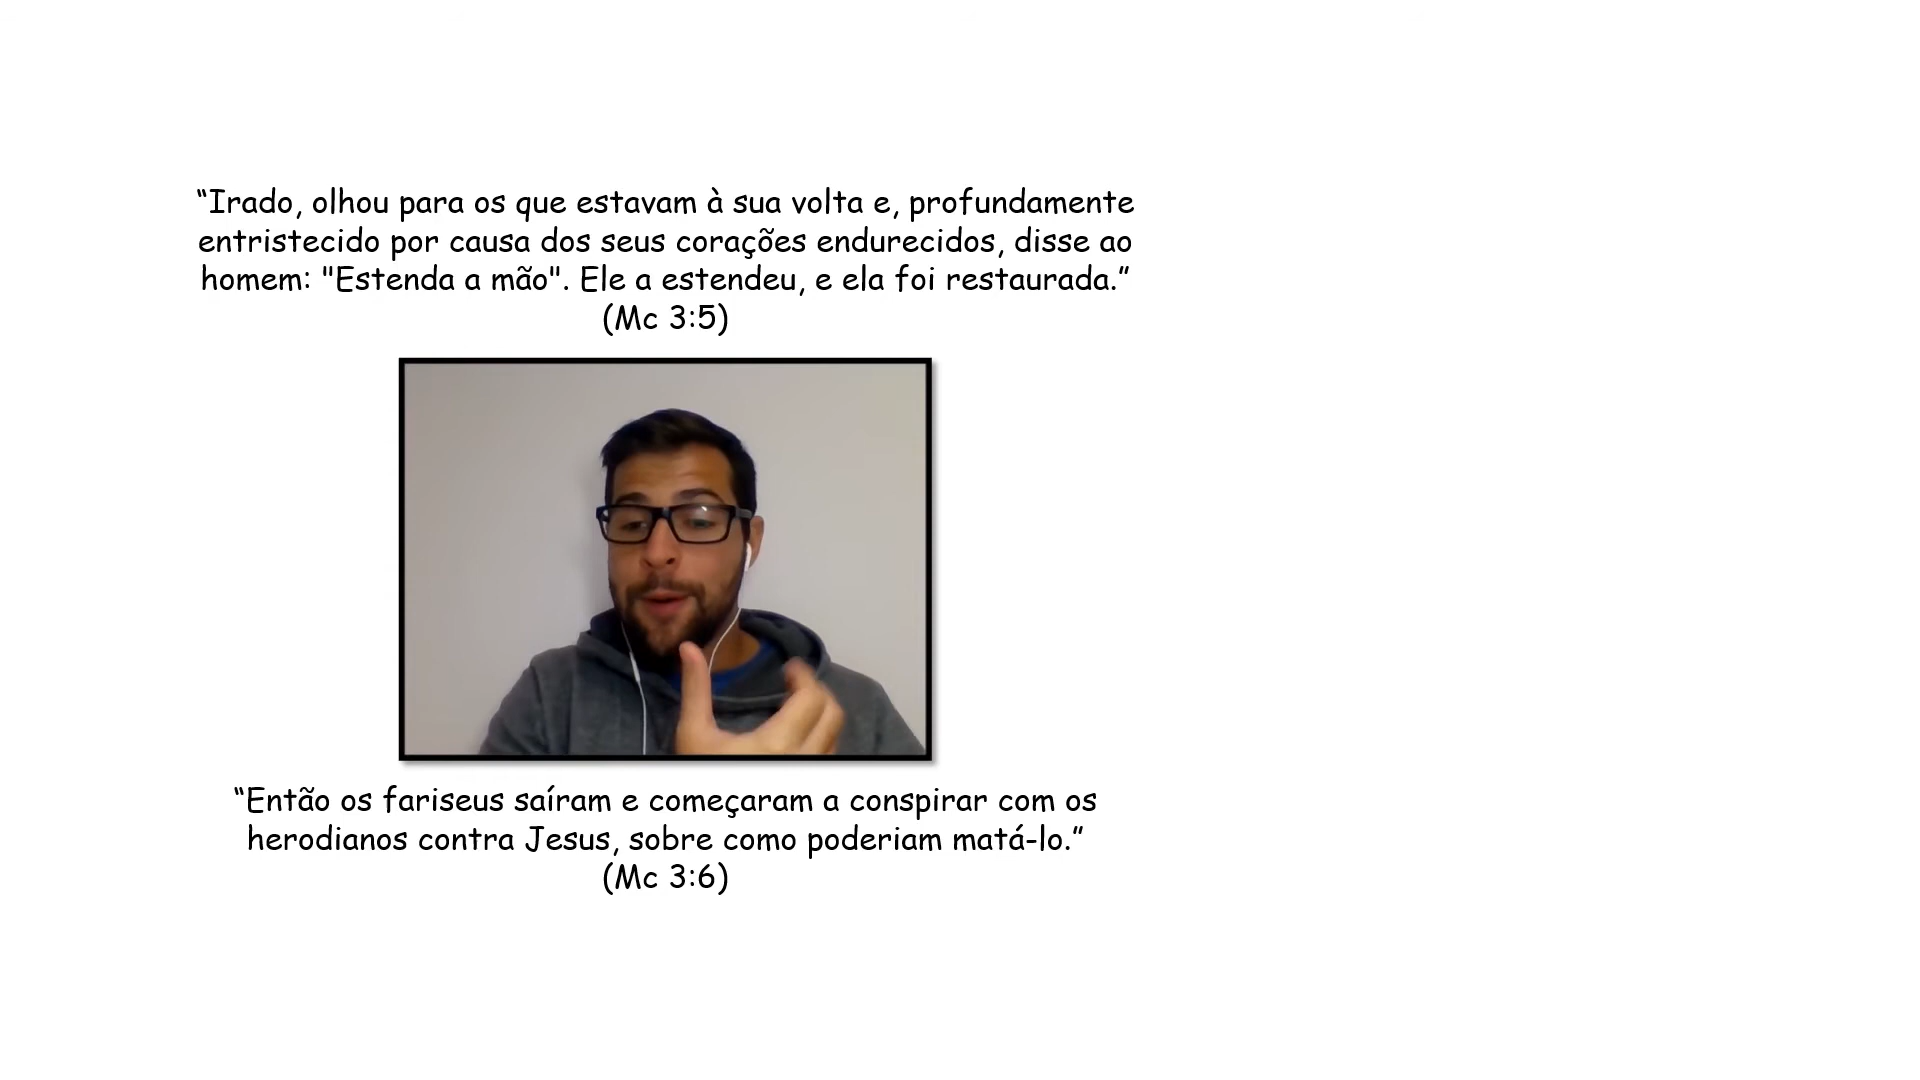 “Irado, olhou para os que estavam à sua volta e, profundamente
entristecido por causa dos seus corações endurecidos, disse ao
homem: "Estenda a mão". Ele a estendeu, e ela foi restaurada.”
(Mc 3:5)
“Então os fariseus saíram e começaram a conspirar com os
herodianos contra Jesus, sobre como poderiam matá-lo.”
(Mc 3:6)